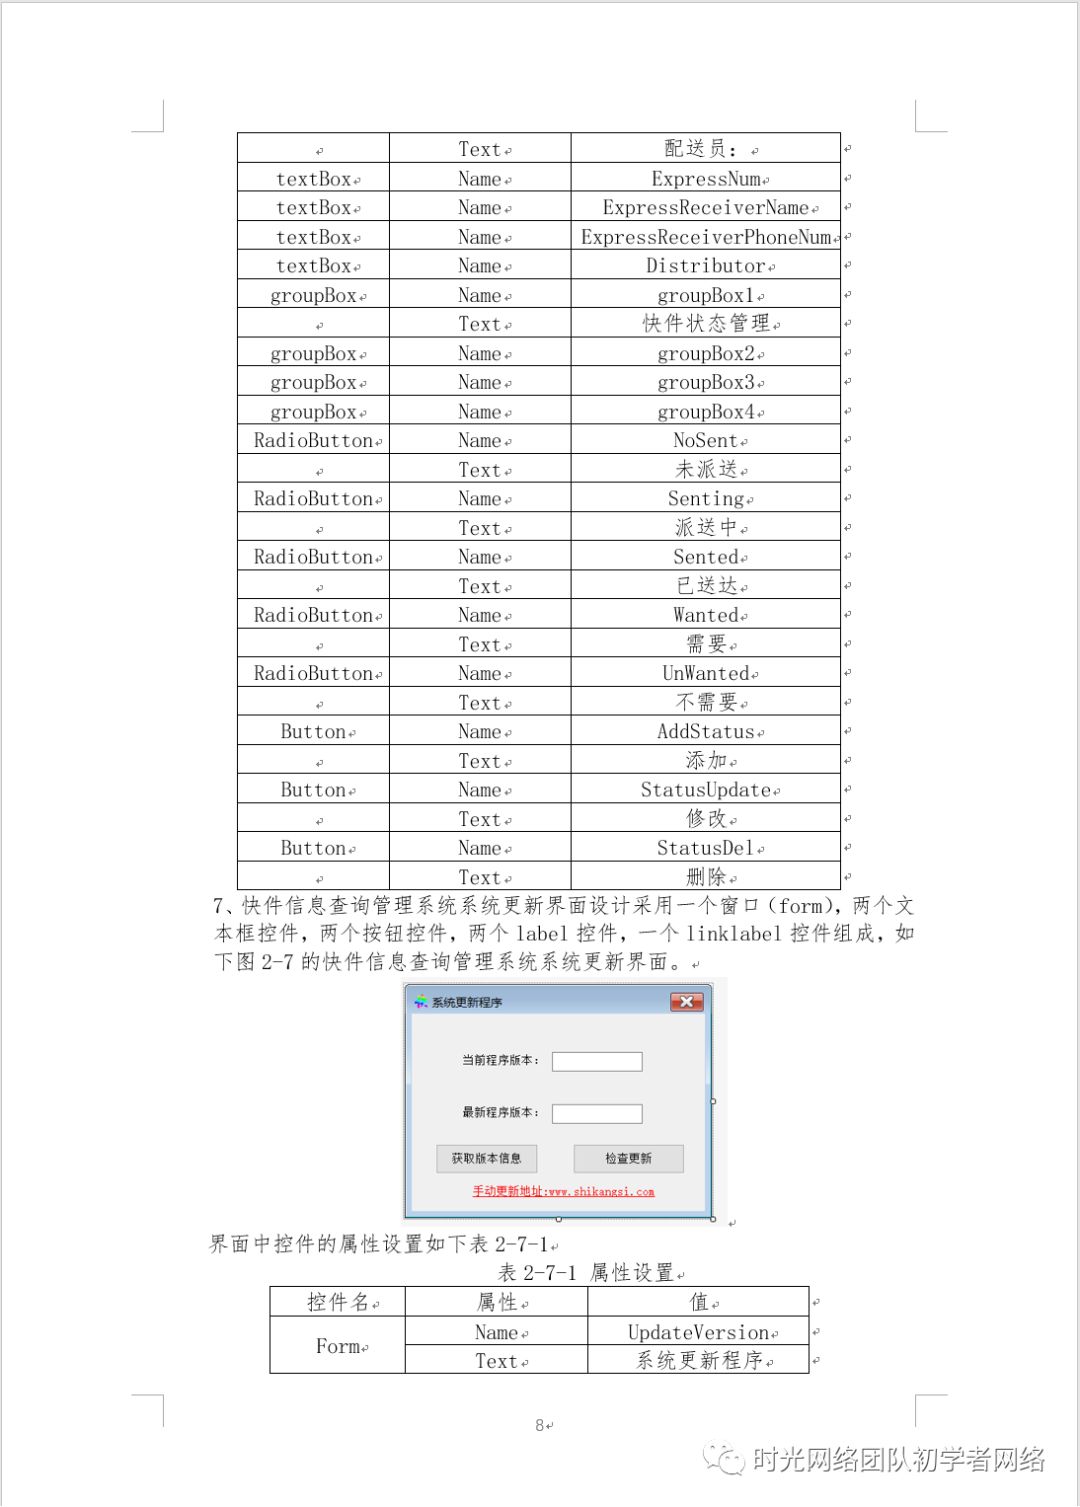 Text 配送员：
textBox Name ExpressNum
textBox Name ExpressReceiverName
textBox Name ExpressReceiverPhoneNum
textBox Name Distributor
groupBox Name groupBox1
Text 快件状态管理
groupBox Name groupBox2
groupBox Name groupBox3
groupBox Name groupBox4
RadioButton Name NoSent
Text 未派送
RadioButton Name Senting
Text 派送中
RadioButton Name Sented
Text 已送达
RadioButton Name Wanted
Text 需要
RadioButton Name UnWanted
Text 不需要
Button Name AddStatus
Text 添加
Button Name StatusUpdate
Text 修改
Button Name StatusDel
Text 删除
7、快件信息查询管理系统系统更新界面设计采用一个窗口（form），两个文
本框控件，两个按钮控件，两个 label 控件，一个 linklabel 控件组成，如
下图 2-7 的快件信息查询管理系统系统更新界面。
系统更新程序
当前程序版本：
最新程序版本：
获取版本信息 检查更新
手动更新地址:www.shikangsi.com
界面中控件的属性设置如下表 2-7-1
表 2-7-1 属性设置
控件名 属性 值
Form Name UpdateVersion
Text 系统更新程序
8
时光网络团队初学者网络